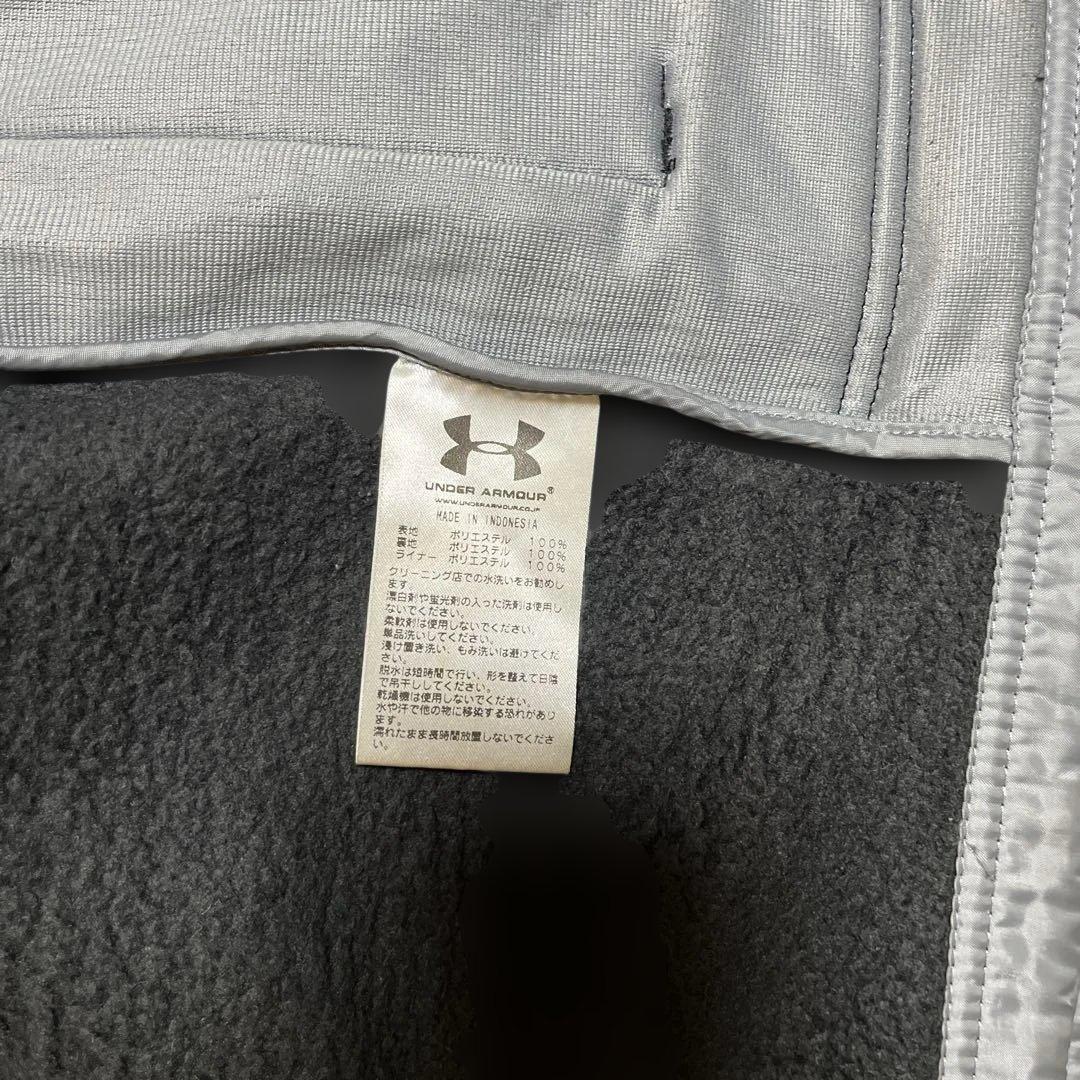 UNDER ARMOUR®
WWW.UNDERARMOUR.CO.JP
MADE IN INDONESIA
表地 ポリエステル 100%
裏地 ポリエステル 100%
ライナー ポリエステル 100%
クリーニング店での水洗いをお勧めし
ます。
漂白剤や蛍光剤の入った洗剤は使用し
ないでください。
柔軟剤は使用しないでください。
単品洗いしてください。
浸け置き洗い、もみ洗いは避けてくだ
さい。
脱水は短時間で行い、形を整えて日陰
で吊干ししてください。
乾燥機は使用しないでください。
水や汗で他の物に移染する恐れがあり
ます。
濡れたまま長時間放置しないでくださ
い。